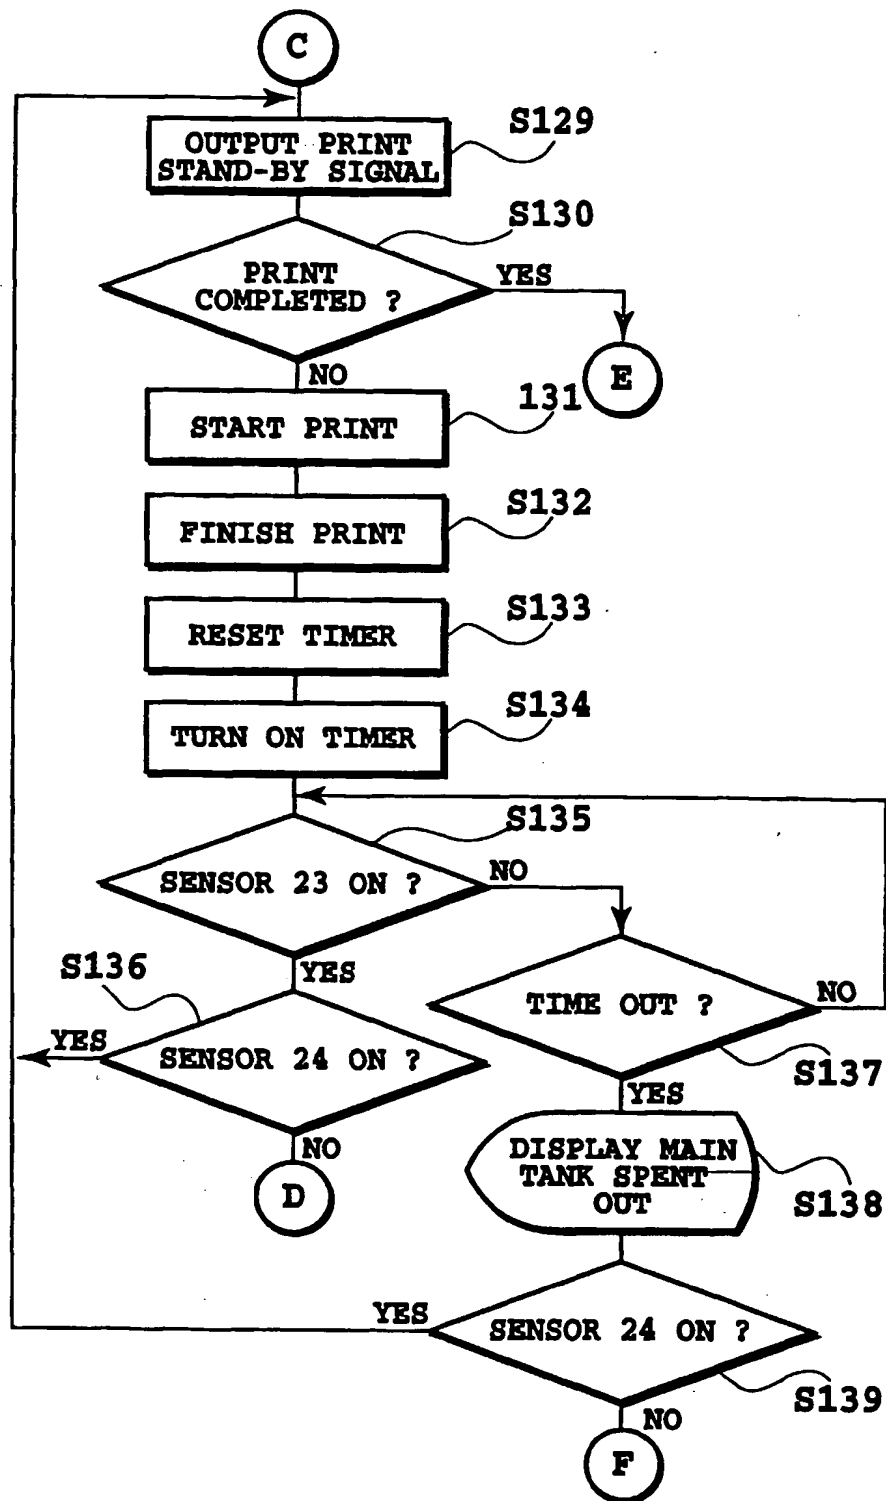 C
OUTPUT PRINT
STAND-BY SIGNAL
S129
S130
PRINT
COMPLETED ?
YES
E
NO
131
START PRINT
S132
FINISH PRINT
S133
RESET TIMER
S134
TURN ON TIMER
S135
SENSOR 23 ON ?
NO
YES
S136
TIME OUT ?
NO
YES
SENSOR 24 ON ?
S137
YES
NO
D
DISPLAY MAIN
TANK SPENT
OUT
S138
YES
SENSOR 24 ON ?
S139
NO
F